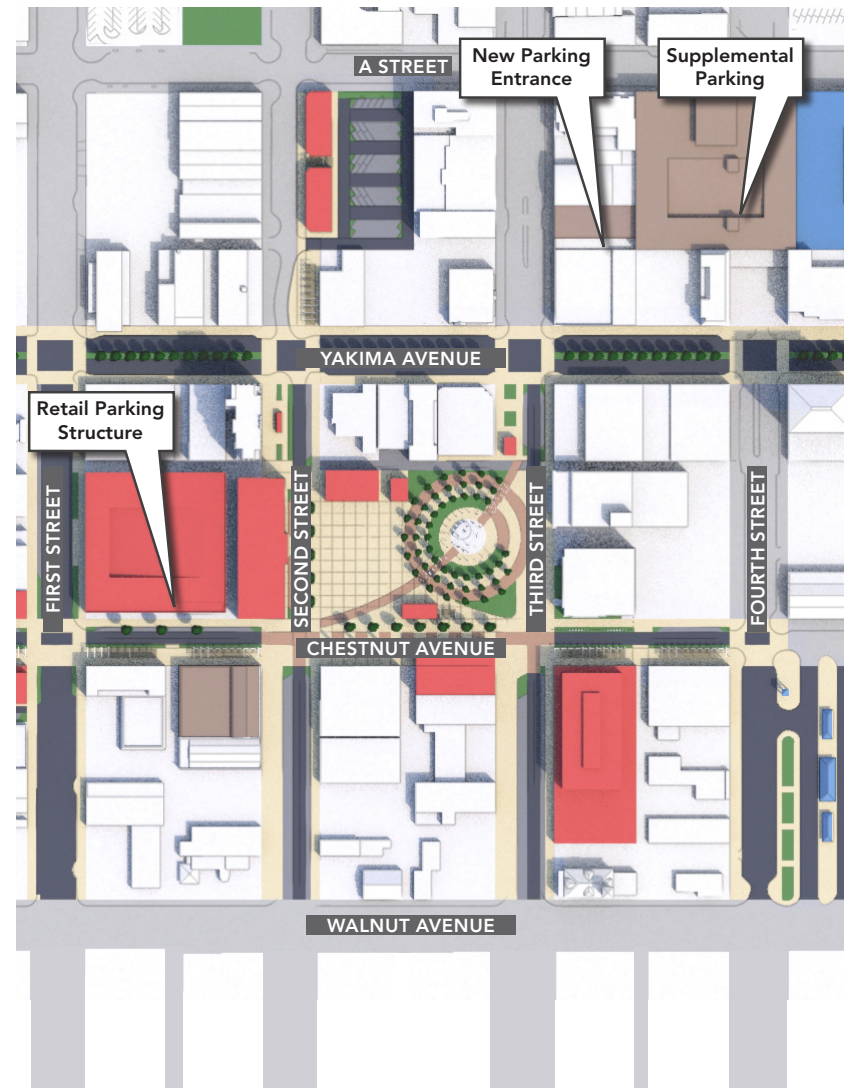 A STREET
New Parking
Entrance
Supplemental
Parking
YAKIMA AVENUE
Retail Parking
Structure
FIRST STREET
SECOND STREET
THIRD STREET
FOURTH STREET
CHESTNUT AVENUE
WALNUT AVENUE